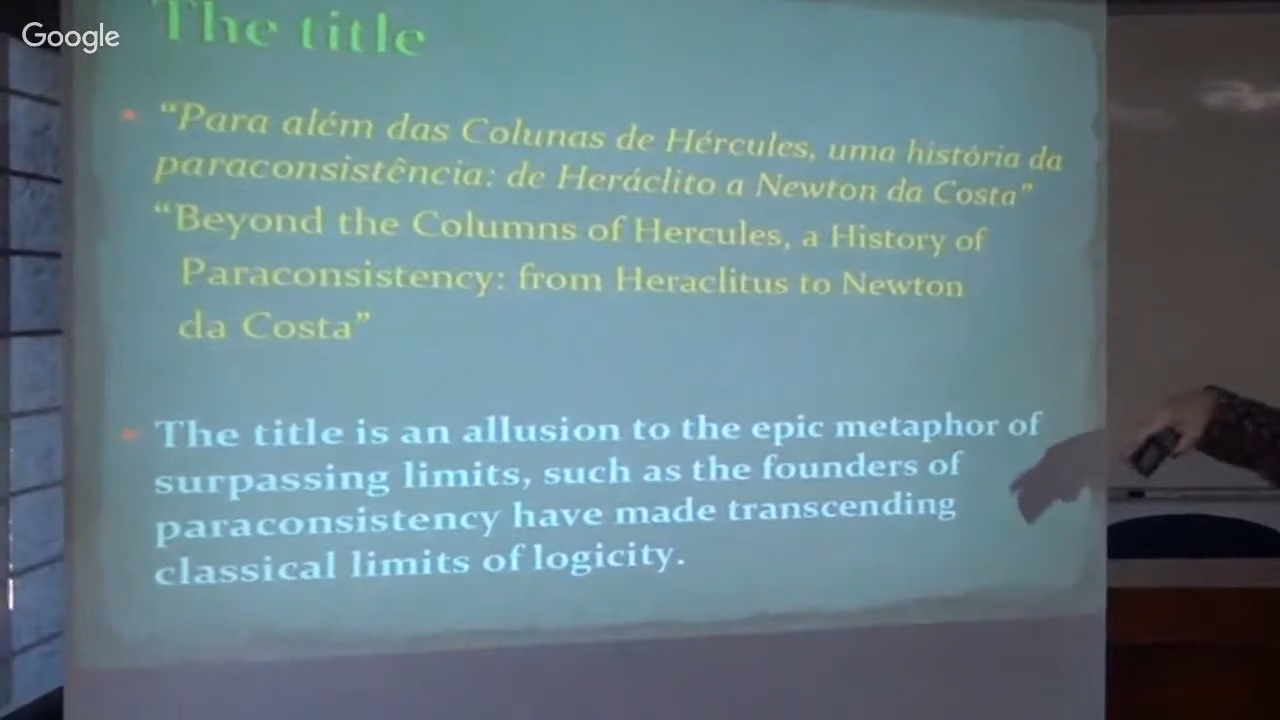 Google
The title
“Para além das Colunas de Hércules, uma história da
paraconsistência: de Heráclito a Newton da Costa”
“Beyond the Columns of Hercules, a History of
Paraconsistency: from Heraclitus to Newton
da Costa”
The title is an allusion to the epic metaphor of
surpassing limits, such as the founders of
paraconsistency have made transcending
classical limits of logicity.